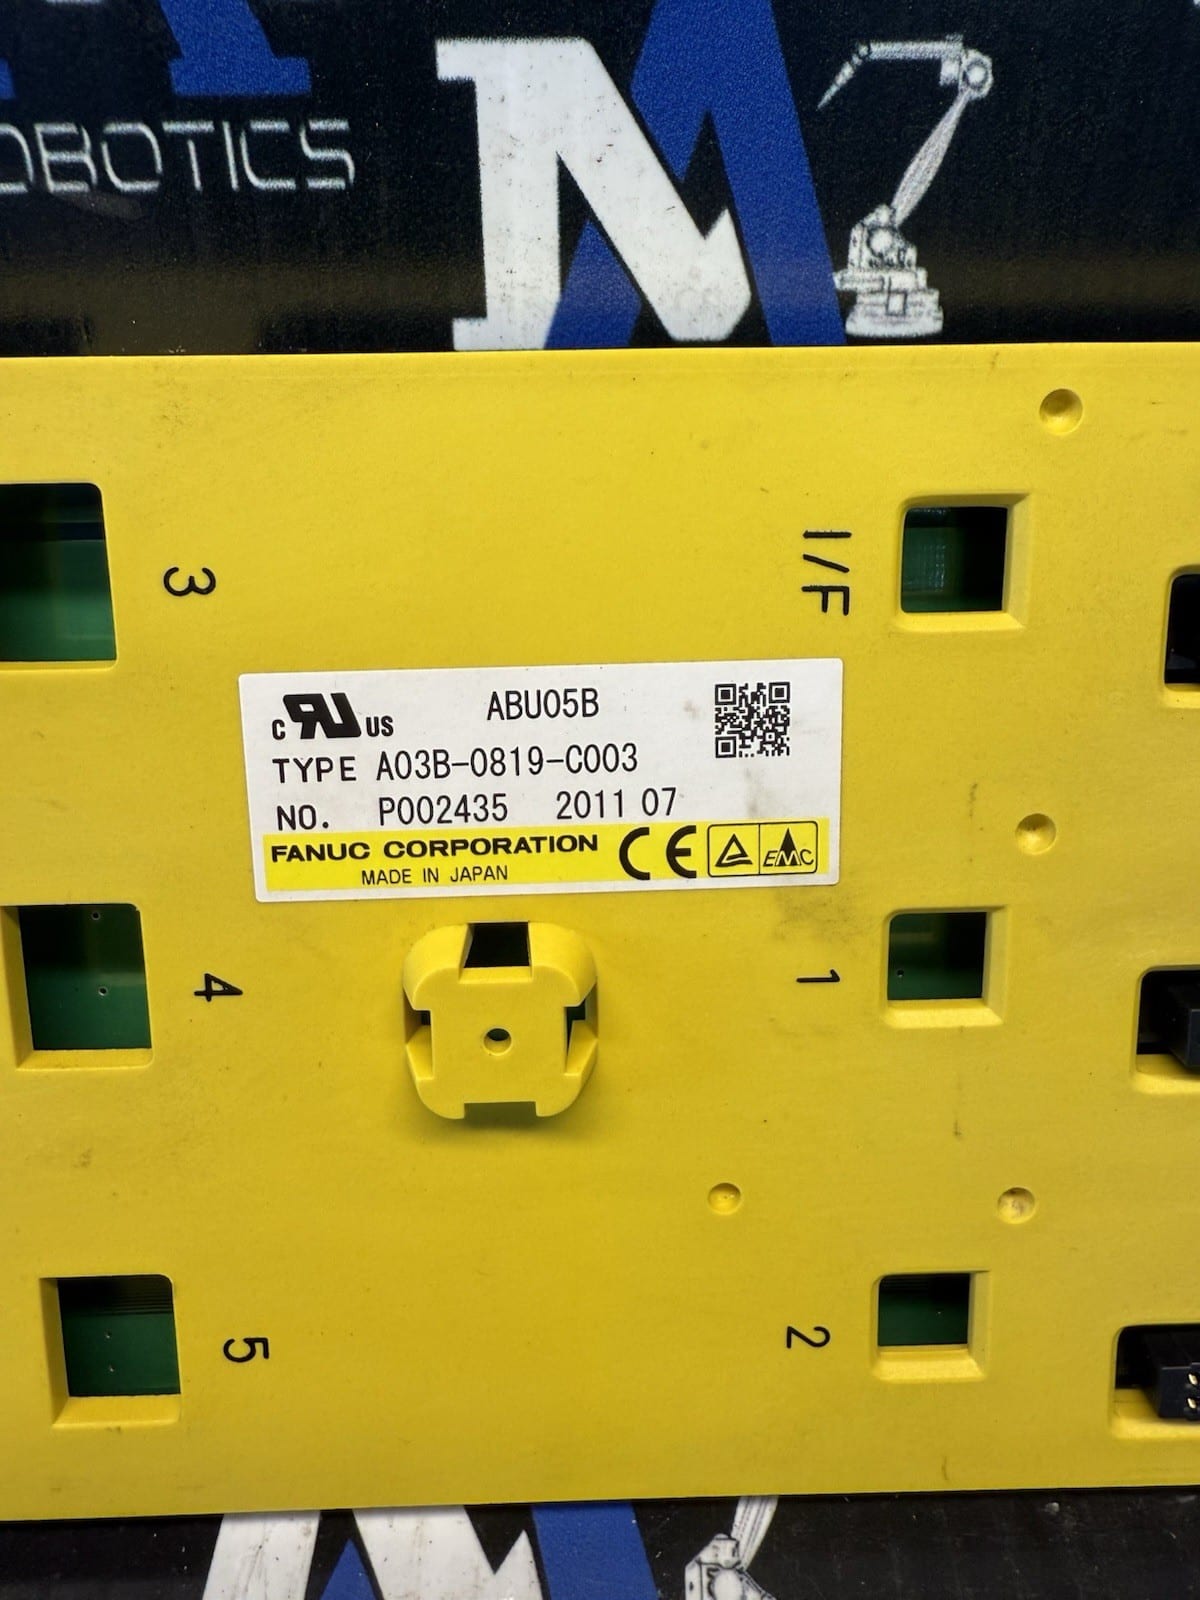 OBOTICS
3
I/F
c RU US
ABU05B
TYPE A03B-0819-C003
NO. P002435 2011 07
FANUC CORPORATION
MADE IN JAPAN
CE
EMC
4
1
5
2